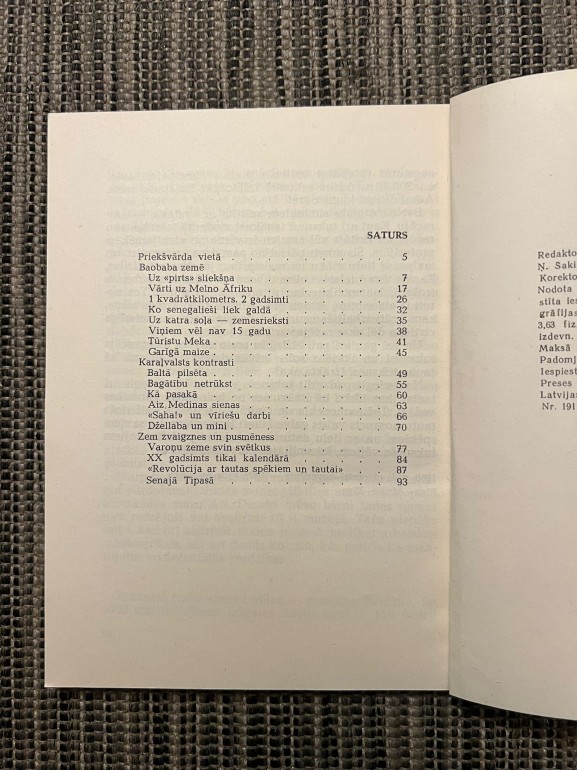 SATURS
Priekšvārda vietā . . . . . . . . . 5
Baobaba zemē
Uz «pirts» sliekšņa . . . . . . . . 7
Vārti uz Melno Āfriku . . . . . . . 17
1 kvadrātkilometrs. 2 gadsimti . . . . . 26
Ko senegalieši liek galdā . . . . . . 32
Uz katra soļa — zemesrieksti . . . . . 35
Viņiem vēl nav 15 gadu . . . . . . 38
Tūristu Meka . . . . . . . . . 41
Garīgā maize . . . . . . . . . 45
Karaļvalsts kontrasti
Baltā pilsēta . . . . . . . . . 49
Bagātību netrūkst . . . . . . . . 55
Kā pasakā . . . . . . . . . . 60
Aiz Medinas sienas . . . . . . . . 63
«Saha!» un vīriešu darbi . . . . . . 66
Džellaba un mini . . . . . . . . 70
Zem zvaigznes un pusmēness
Varoņu zeme svin svētkus . . . . . . 77
XX gadsimts tikai kalendārā . . . . . 84
«Revolūcija ar tautas spēkiem un tautai» . . . 87
Senajā Tipasā . . . . . . . . . 93
Redakto
Ņ. Saki
Korekto
Nodota
stīta ies
grāfijas
3,63 fiz
izdevn.
Maksā
Padomj
Iespiest
Preses
Latvijas
Nr. 191